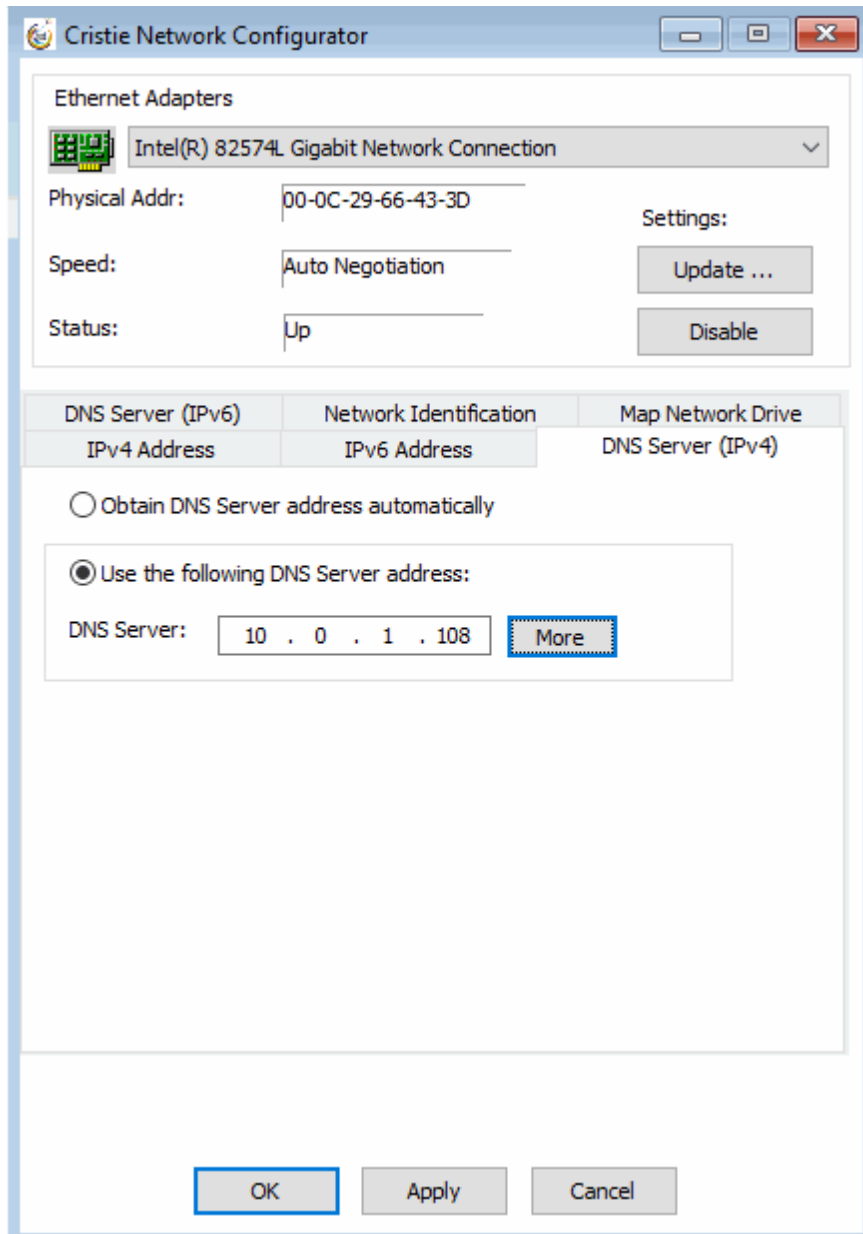 Cristie Network Configurator
Ethernet Adapters
Intel(R) 82574L Gigabit Network Connection
Physical Addr: 00-0C-29-66-43-3D
Settings:
Speed: Auto Negotiation
Update ...
Status: Up
Disable
DNS Server (IPv6) Network Identification Map Network Drive
IPv4 Address IPv6 Address DNS Server (IPv4)
Obtain DNS Server address automatically
Use the following DNS Server address:
DNS Server: 10 . 0 . 1 . 108 More
OK Apply Cancel